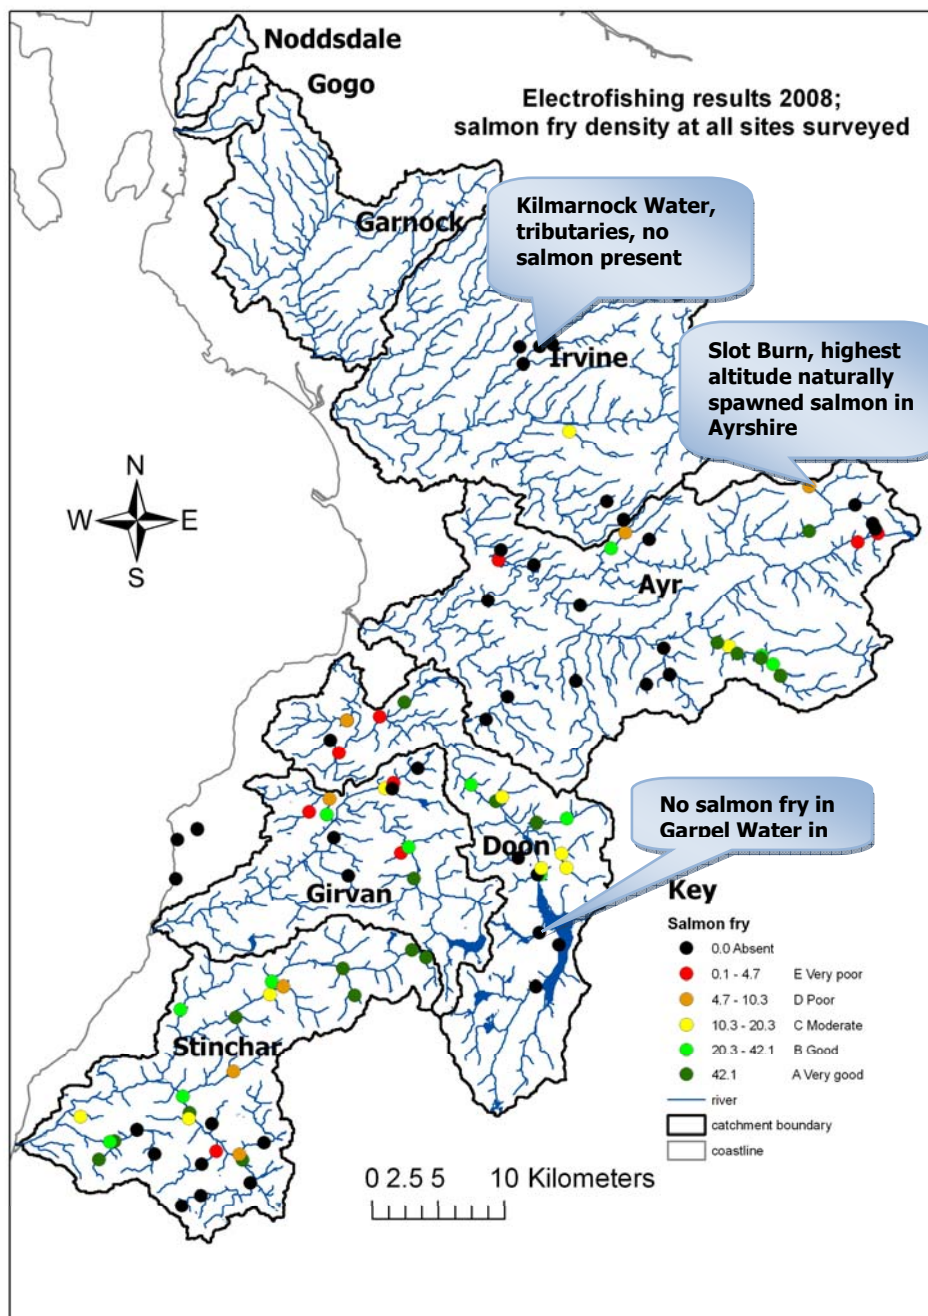 Noddsdale
Gogo
Electrofishing results 2008;
salmon fry density at all sites surveyed
Garnock
Kilmarnock Water,
tributaries, no
salmon present
Irvine
Slot Burn, highest
altitude naturally
spawned salmon in
Ayrshire
N
W E
S
Ayr
No salmon fry in
Garpel Water in
Doon
Girvan
Stinchar
Key
Salmon fry
0.0 Absent
0.1 - 4.7 E Very poor
4.7 - 10.3 D Poor
10.3 - 20.3 C Moderate
20.3 - 42.1 B Good
42.1 A Very good
river
catchment boundary
coastline
0 2.5 5 10 Kilometers